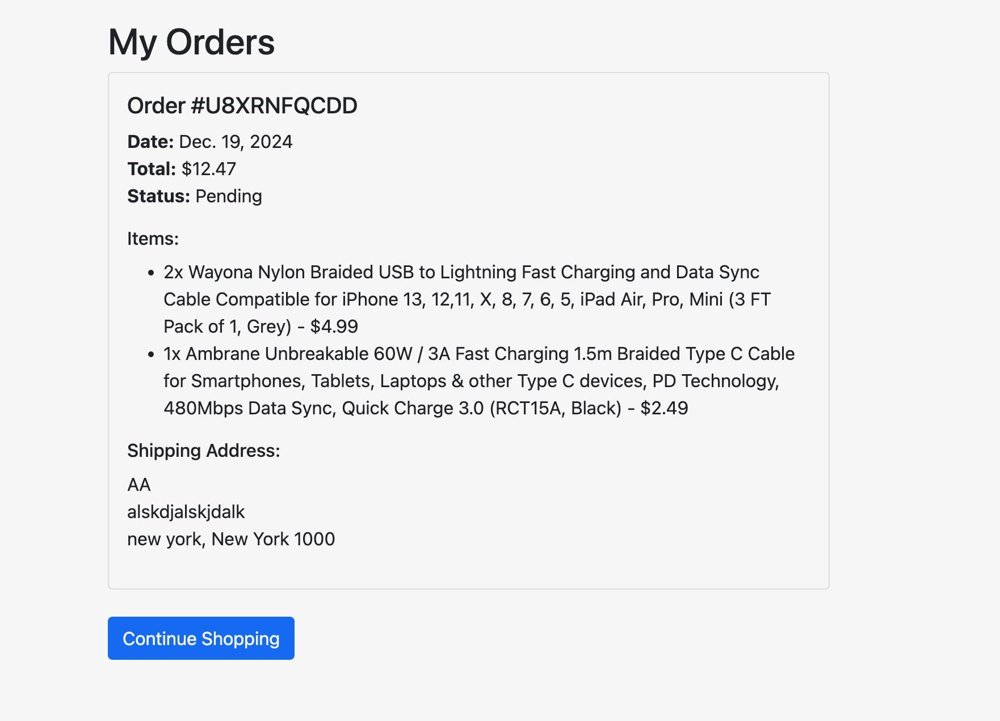 My Orders
Order #U8XRNFQCDD
Date: Dec. 19, 2024
Total: $12.47
Status: Pending
Items:
• 2x Wayona Nylon Braided USB to Lightning Fast Charging and Data Sync
Cable Compatible for iPhone 13, 12,11, X, 8, 7, 6, 5, iPad Air, Pro, Mini (3 FT
Pack of 1, Grey) - $4.99
• 1x Ambrane Unbreakable 60W / 3A Fast Charging 1.5m Braided Type C Cable
for Smartphones, Tablets, Laptops & other Type C devices, PD Technology,
480Mbps Data Sync, Quick Charge 3.0 (RCT15A, Black) - $2.49
Shipping Address:
AA
alskdjalskjdalk
new york, New York 1000
Continue Shopping